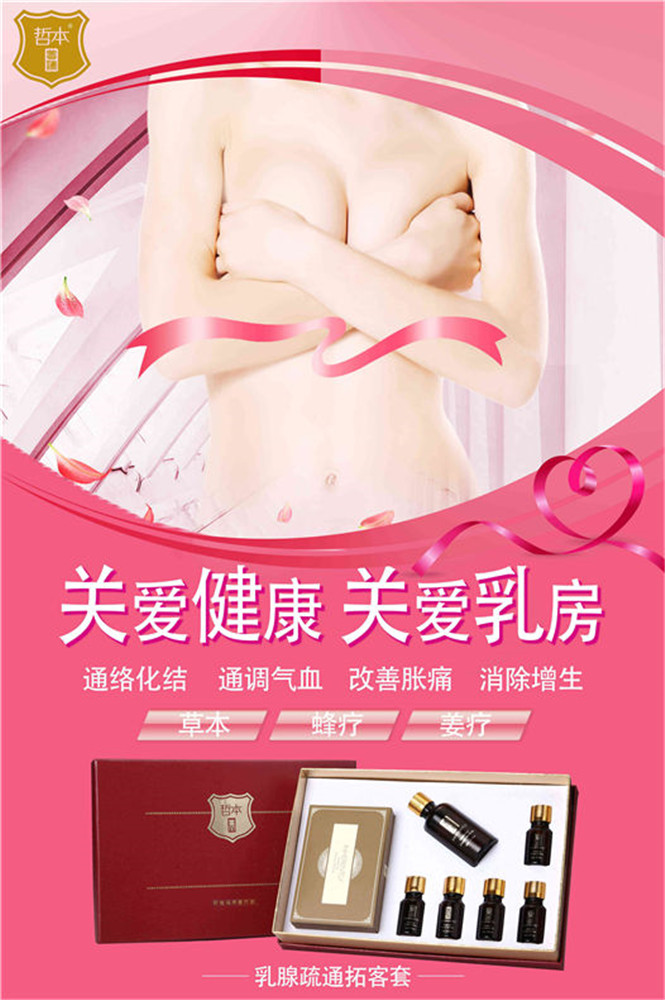 哲本®
关爱健康 关爱乳房
通络化结 通调气血 改善胀痛 消除增生
草本 蜂疗 姜疗
哲本
乳腺疏通拓客套